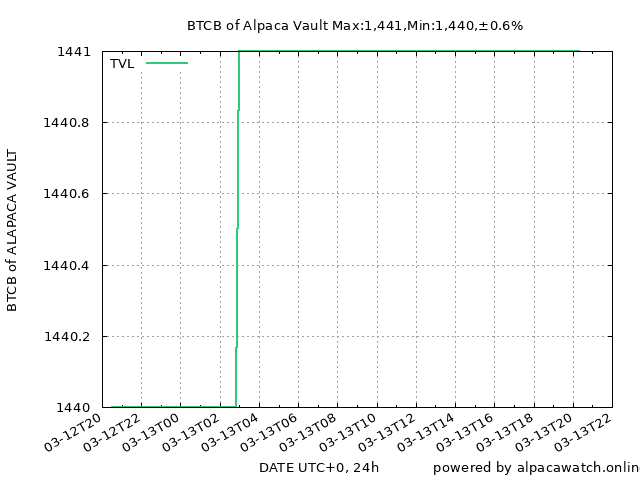 BTCB of Alpaca Vault Max:1,441,Min:1,440,±0.6%
TVL
1441
1440.8
1440.6
1440.4
1440.2
1440
BTCB of ALAPACA VAULT
03-12T20
03-12T22
03-13T00
03-13T02
03-13T04
03-13T06
03-13T08
03-13T10
03-13T12
03-13T14
03-13T16
03-13T18
03-13T20
03-13T22
DATE UTC+0, 24h
powered by alpacawatch.onlin